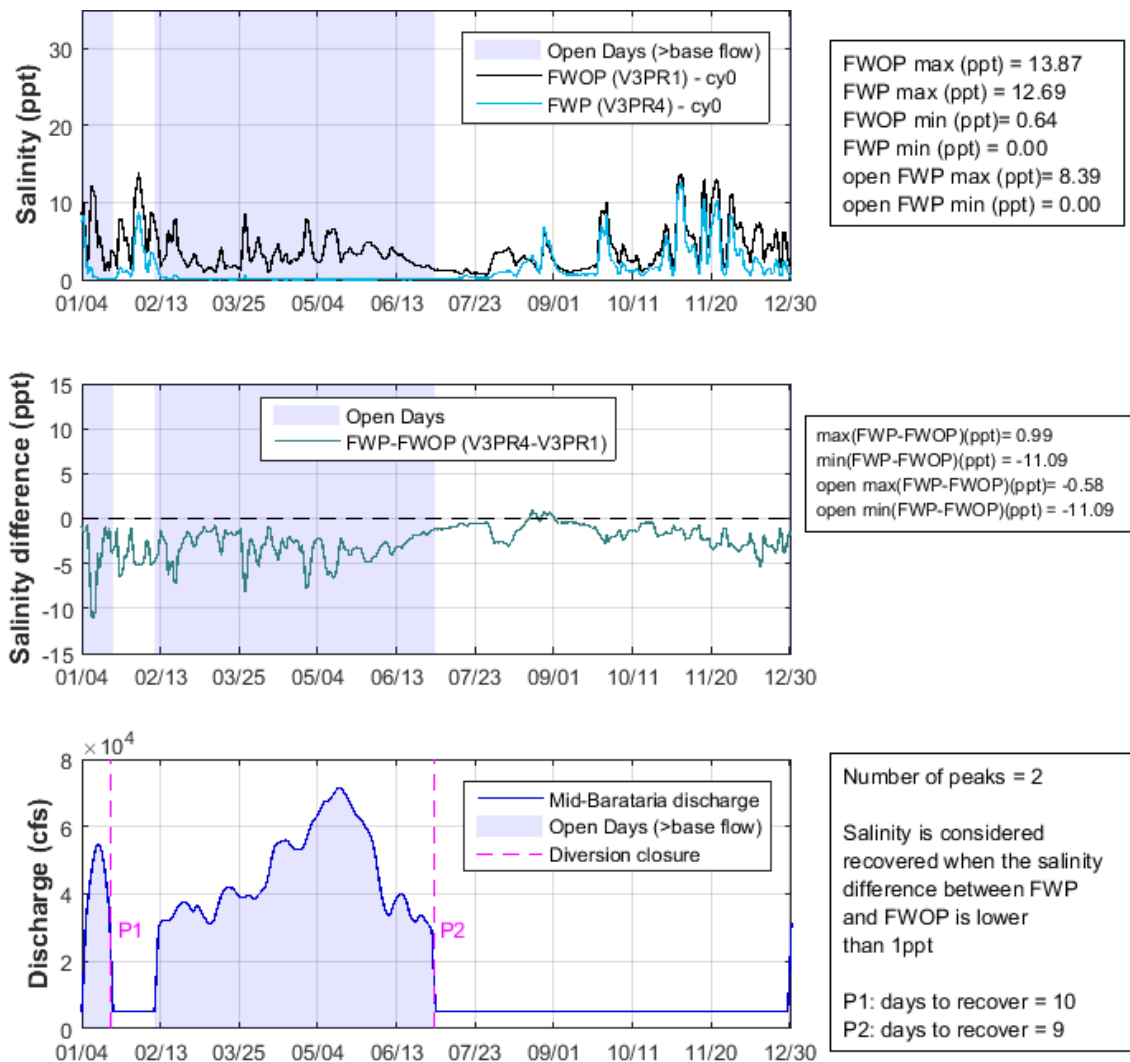 Salinity (ppt)
30
20
10
0
01/04 02/13 03/25 05/04 06/13 07/23 09/01 10/11 11/20 12/30
Open Days (>base flow)
FWOP (V3PR1) - cy0
FWP (V3PR4) - cy0
FWOP max (ppt) = 13.87
FWP max (ppt) = 12.69
FWOP min (ppt)= 0.64
FWP min (ppt) = 0.00
open FWP max (ppt)= 8.39
open FWP min (ppt) = 0.00
Salinity difference (ppt)
15
10
5
0
-5
-10
-15
01/04 02/13 03/25 05/04 06/13 07/23 09/01 10/11 11/20 12/30
Open Days
FWP-FWOP (V3PR4-V3PR1)
max(FWP-FWOP)(ppt)= 0.99
min(FWP-FWOP)(ppt) = -11.09
open max(FWP-FWOP)(ppt)= -0.58
open min(FWP-FWOP)(ppt) = -11.09
Discharge (cfs)
×10⁴
8
6
4
2
0
01/04 02/13 03/25 05/04 06/13 07/23 09/01 10/11 11/20 12/30
P1
P2
Mid-Barataria discharge
Open Days (>base flow)
Diversion closure
Number of peaks = 2
Salinity is considered
recovered when the salinity
difference between FWP
and FWOP is lower
than 1ppt
P1: days to recover = 10
P2: days to recover = 9